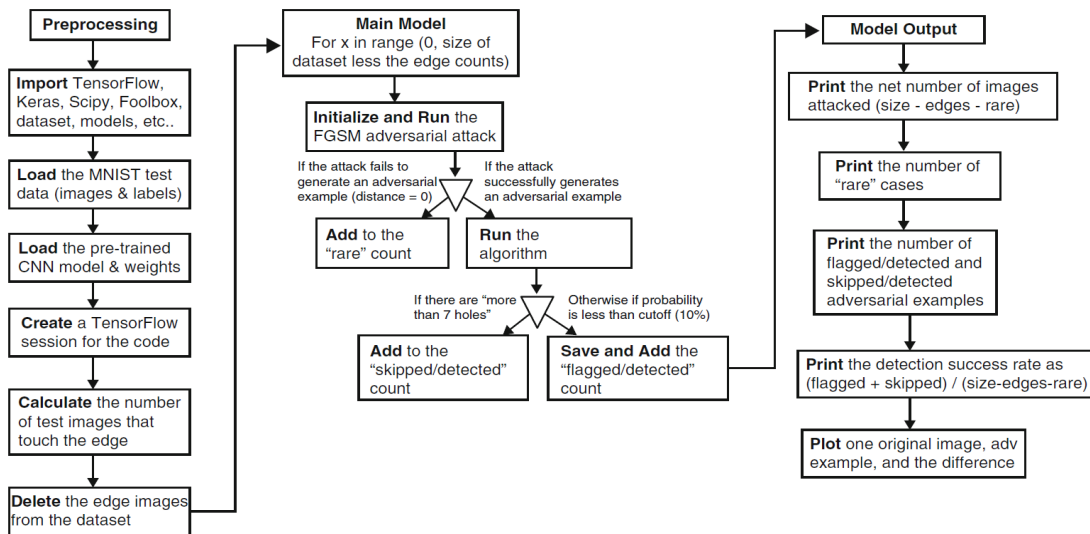 Preprocessing
Import TensorFlow,
Keras, Scipy, Foolbox,
dataset, models, etc..
Load the MNIST test
data (images & labels)
Load the pre-trained
CNN model & weights
Create a TensorFlow
session for the code
Calculate the number
of test images that
touch the edge
Delete the edge images
from the dataset
Main Model
For x in range (0, size of
dataset less the edge counts)
Initialize and Run the
FGSM adversarial attack
If the attack fails to
generate an adversarial
example (distance = 0)
If the attack
successfully generates
an adversarial example
Add to the
“rare” count
Run the
algorithm
If there are “more
than 7 holes”
Otherwise if probability
is less than cutoff (10%)
Add to the
“skipped/detected”
count
Save and Add the
“flagged/detected”
count
Model Output
Print the net number of images
attacked (size - edges - rare)
Print the number of
“rare” cases
Print the number of
flagged/detected and
skipped/detected
adversarial examples
Print the detection success rate as
(flagged + skipped) / (size-edges-rare)
Plot one original image, adv
example, and the difference